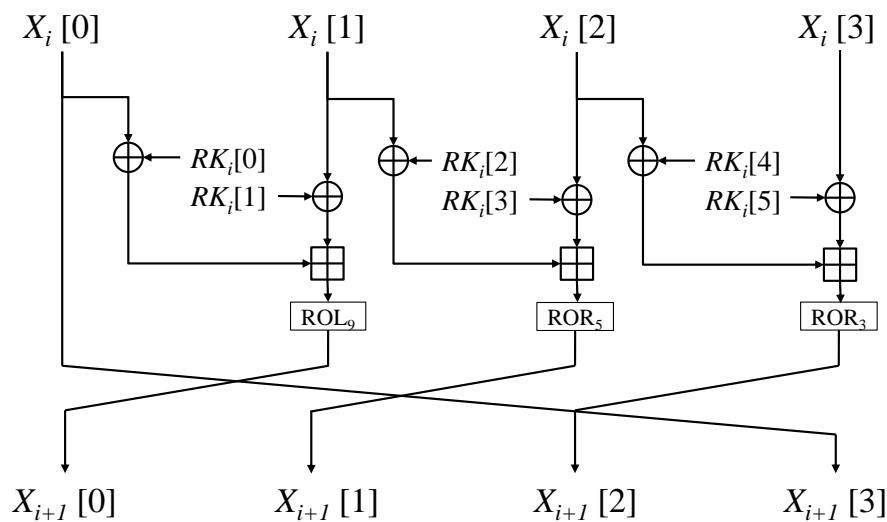 X_i [0] X_i [1] X_i [2] X_i [3]
RK_i[0] RK_i[2] RK_i[4]
RK_i[1] RK_i[3] RK_i[5]
ROL_9 ROR_5 ROR_3
X_{i+1} [0] X_{i+1} [1] X_{i+1} [2] X_{i+1} [3]